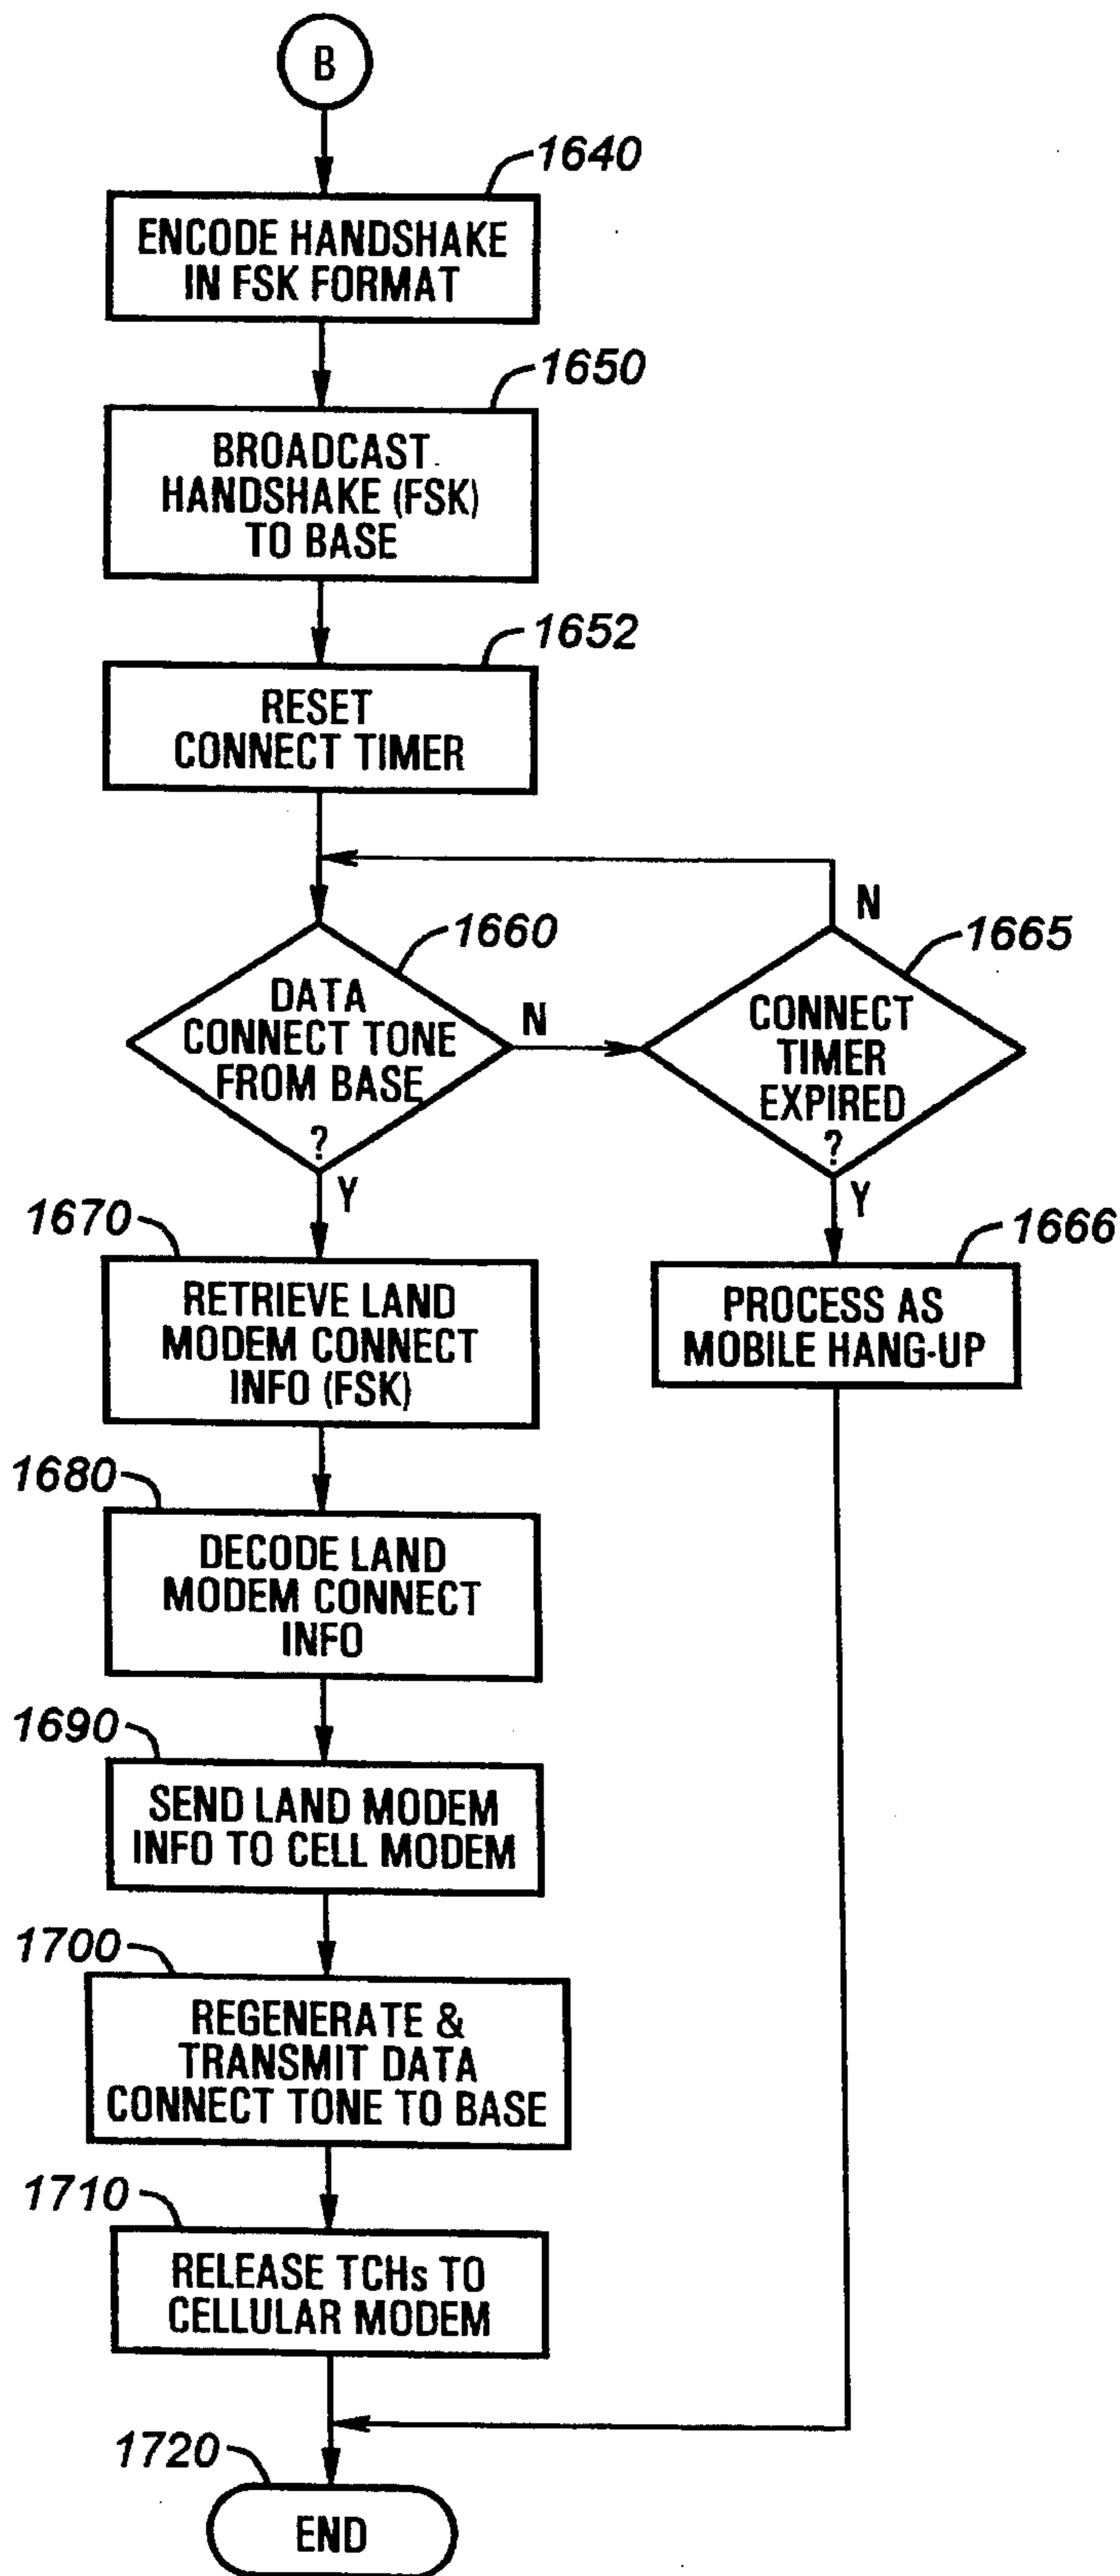 B
1640
ENCODE HANDSHAKE
IN FSK FORMAT
1650
BROADCAST
HANDSHAKE (FSK)
TO BASE
1652
RESET
CONNECT TIMER
1660
DATA
CONNECT TONE
FROM BASE
?
N
Y
1665
CONNECT
TIMER
EXPIRED
?
N
Y
1666
PROCESS AS
MOBILE HANG-UP
1670
RETRIEVE LAND
MODEM CONNECT
INFO (FSK)
1680
DECODE LAND
MODEM CONNECT
INFO
1690
SEND LAND MODEM
INFO TO CELL MODEM
1700
REGENERATE &
TRANSMIT DATA
CONNECT TONE TO BASE
1710
RELEASE TCHs TO
CELLULAR MODEM
1720
END